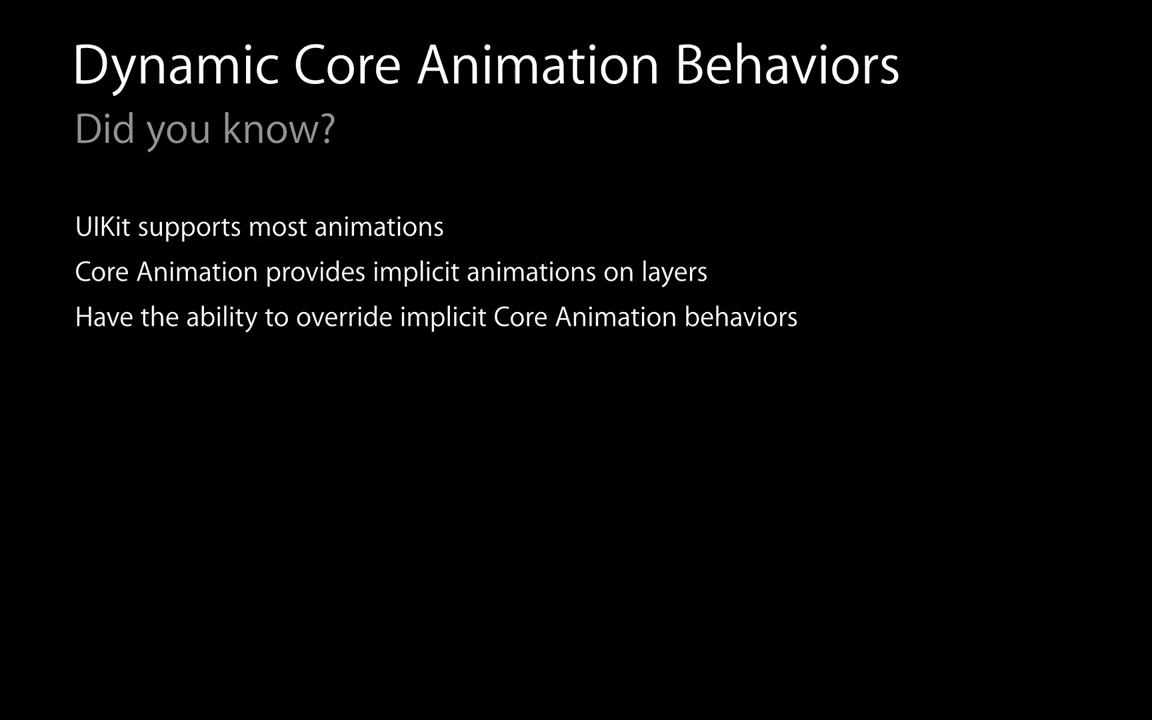 Dynamic Core Animation Behaviors
Did you know?
UIKit supports most animations
Core Animation provides implicit animations on layers
Have the ability to override implicit Core Animation behaviors